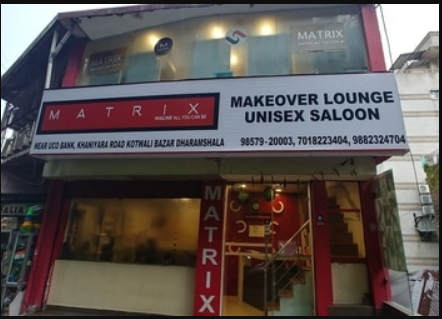 MATRIX
MATRIX
IMAGINE ALL YOU CAN BE
MAKEOVER LOUNGE
UNISEX SALOON
NEAR UCO BANK, KHANIYARA ROAD KOTWALI BAZAR DHARAMSHALA
98579-20003, 7018223404, 9882324704
MATRIX